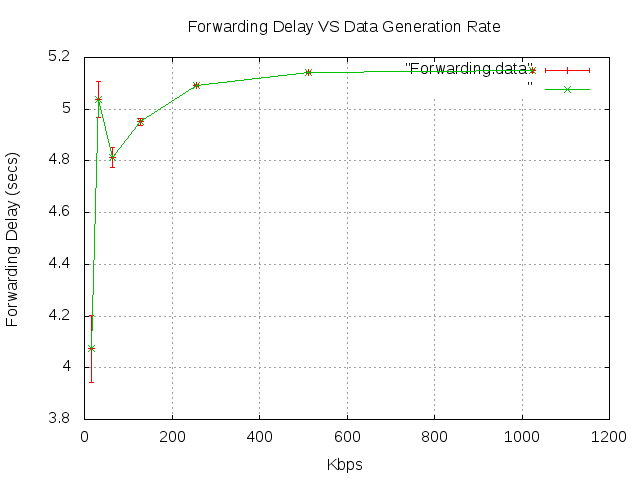 Forwarding Delay VS Data Generation Rate
"Forwarding.data"
"
5.2
5
4.8
4.6
4.4
4.2
4
3.8
Forwarding Delay (secs)
0 200 400 600 800 1000 1200
Kbps